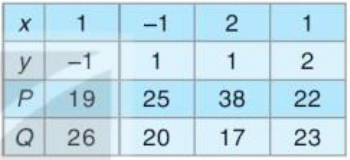 x 1 –1 2 1
y –1 1 1 2
P 19 25 38 22
Q 26 20 17 23